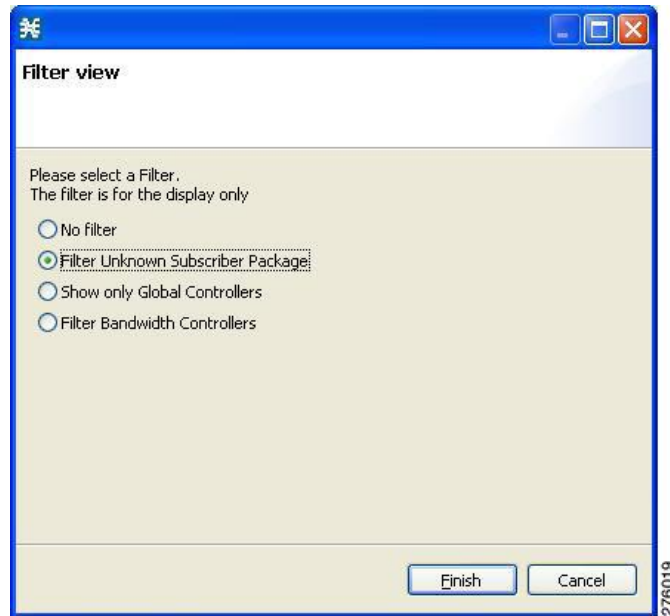 Filter view
Please select a Filter.
The filter is for the display only
No filter
Filter Unknown Subscriber Package
Show only Global Controllers
Filter Bandwidth Controllers
Finish
Cancel